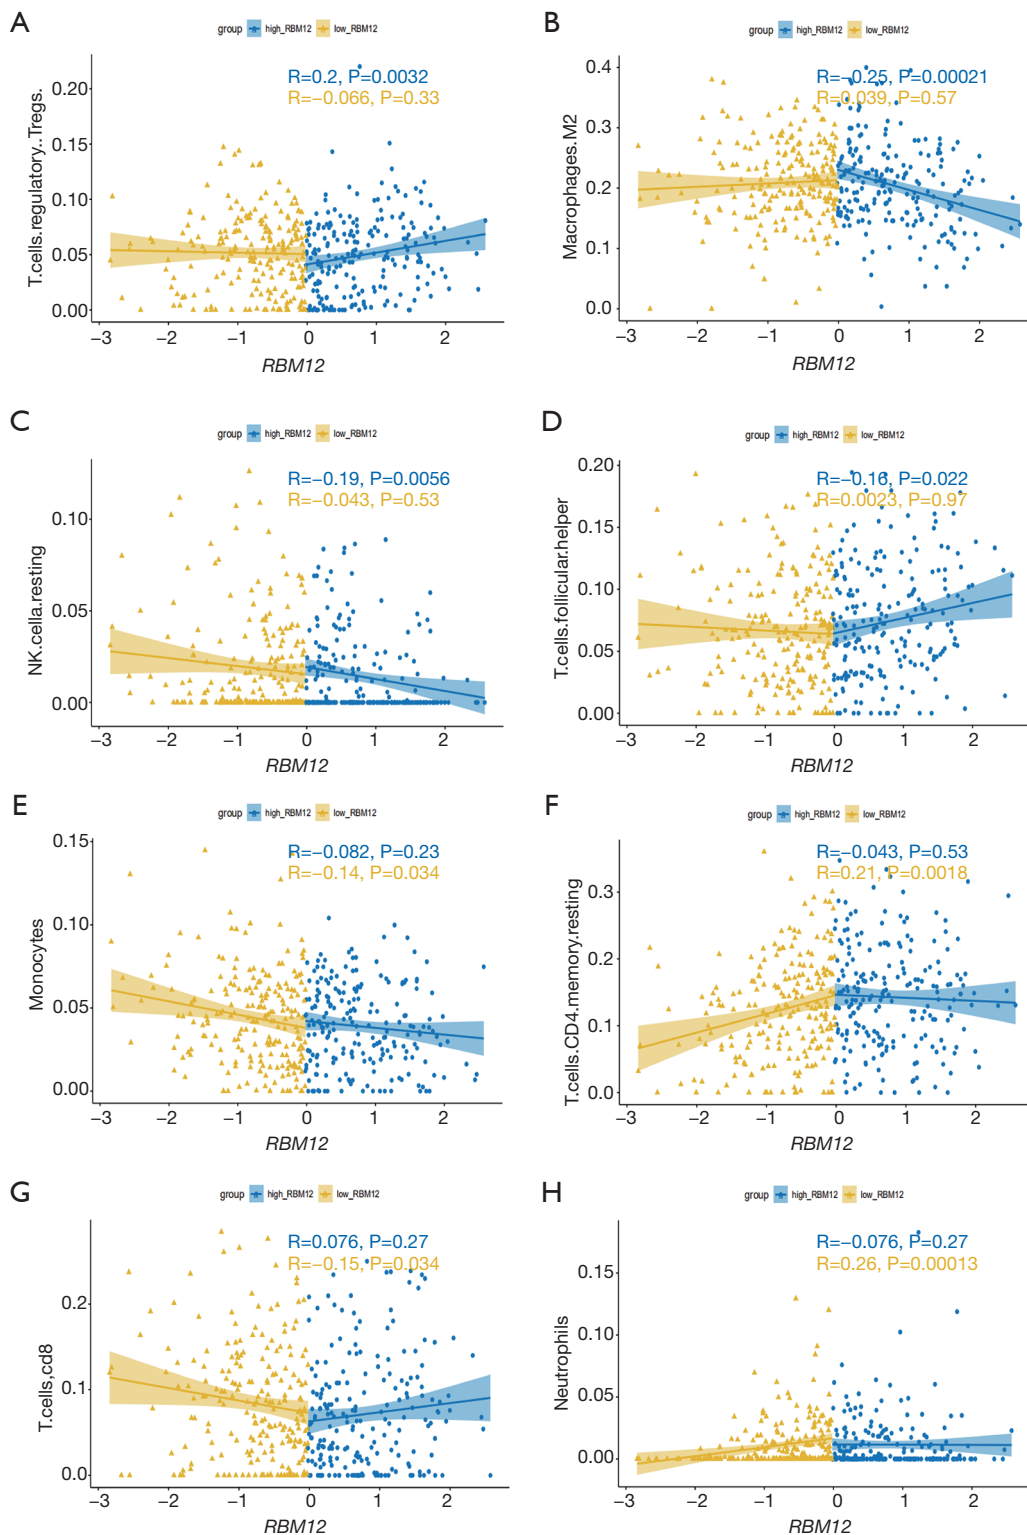 A
group high_RBM12 low_RBM12
R=0.2, P=0.0032
R=−0.066, P=0.33
T.cells.regulatory..Tregs.
0.20
0.15
0.10
0.05
0.00
−3 −2 −1 0 1 2
RBM12
B
group high_RBM12 low_RBM12
R=−0.25, P=0.00021
R=0.039, P=0.57
Macrophages.M2
0.4
0.3
0.2
0.1
0.0
−3 −2 −1 0 1 2
RBM12
C
group high_RBM12 low_RBM12
R=−0.19, P=0.0056
R=−0.043, P=0.53
NK.cella.resting
0.10
0.05
0.00
−3 −2 −1 0 1 2
RBM12
D
group high_RBM12 low_RBM12
R=−0.16, P=0.022
R=0.0023, P=0.97
T.cells.follicular.helper
0.20
0.15
0.10
0.05
0.00
−3 −2 −1 0 1 2
RBM12
E
group high_RBM12 low_RBM12
R=−0.082, P=0.23
R=−0.14, P=0.034
Monocytes
0.15
0.10
0.05
0.00
−3 −2 −1 0 1 2
RBM12
F
group high_RBM12 low_RBM12
R=−0.043, P=0.53
R=0.21, P=0.0018
T.cells.CD4.memory.resting
0.3
0.2
0.1
0.0
−3 −2 −1 0 1 2
RBM12
G
group high_RBM12 low_RBM12
R=0.076, P=0.27
R=−0.15, P=0.034
T.cells,cd8
0.2
0.1
0.0
−3 −2 −1 0 1 2
RBM12
H
group high_RBM12 low_RBM12
R=−0.076, P=0.27
R=0.26, P=0.00013
Neutrophils
0.15
0.10
0.05
0.00
−3 −2 −1 0 1 2
RBM12